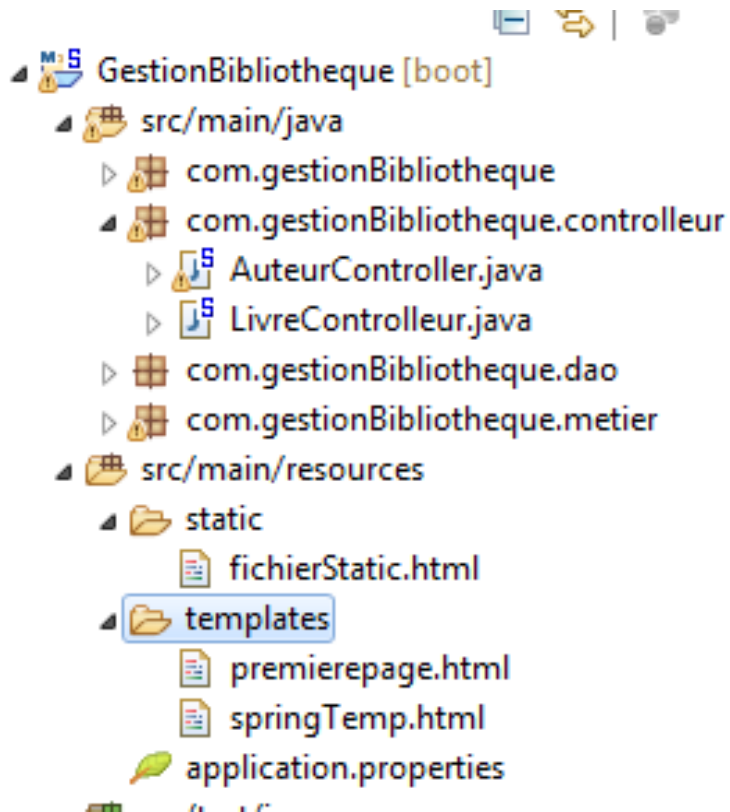 GestionBibliotheque [boot]
src/main/java
com.gestionBibliotheque
com.gestionBibliotheque.controlleur
AuteurController.java
LivreControlleur.java
com.gestionBibliotheque.dao
com.gestionBibliotheque.metier
src/main/resources
static
fichierStatic.html
templates
premierepage.html
springTemp.html
application.properties